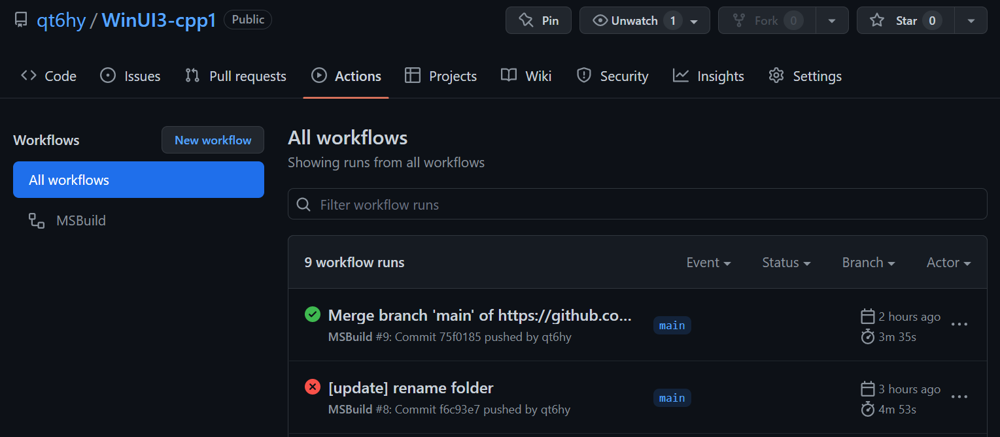 qt6hy / WinUI3-cpp1 Public Pin Unwatch 1 Fork 0 Star 0
Code Issues Pull requests Actions Projects Wiki Security Insights Settings
Workflows New workflow
All workflows
MSBuild
All workflows
Showing runs from all workflows
Filter workflow runs
9 workflow runs Event Status Branch Actor
Merge branch 'main' of https://github.co... main 2 hours ago
MSBuild #9: Commit 75f0185 pushed by qt6hy 3m 35s
[update] rename folder main 3 hours ago
MSBuild #8: Commit f6c93e7 pushed by qt6hy 4m 53s